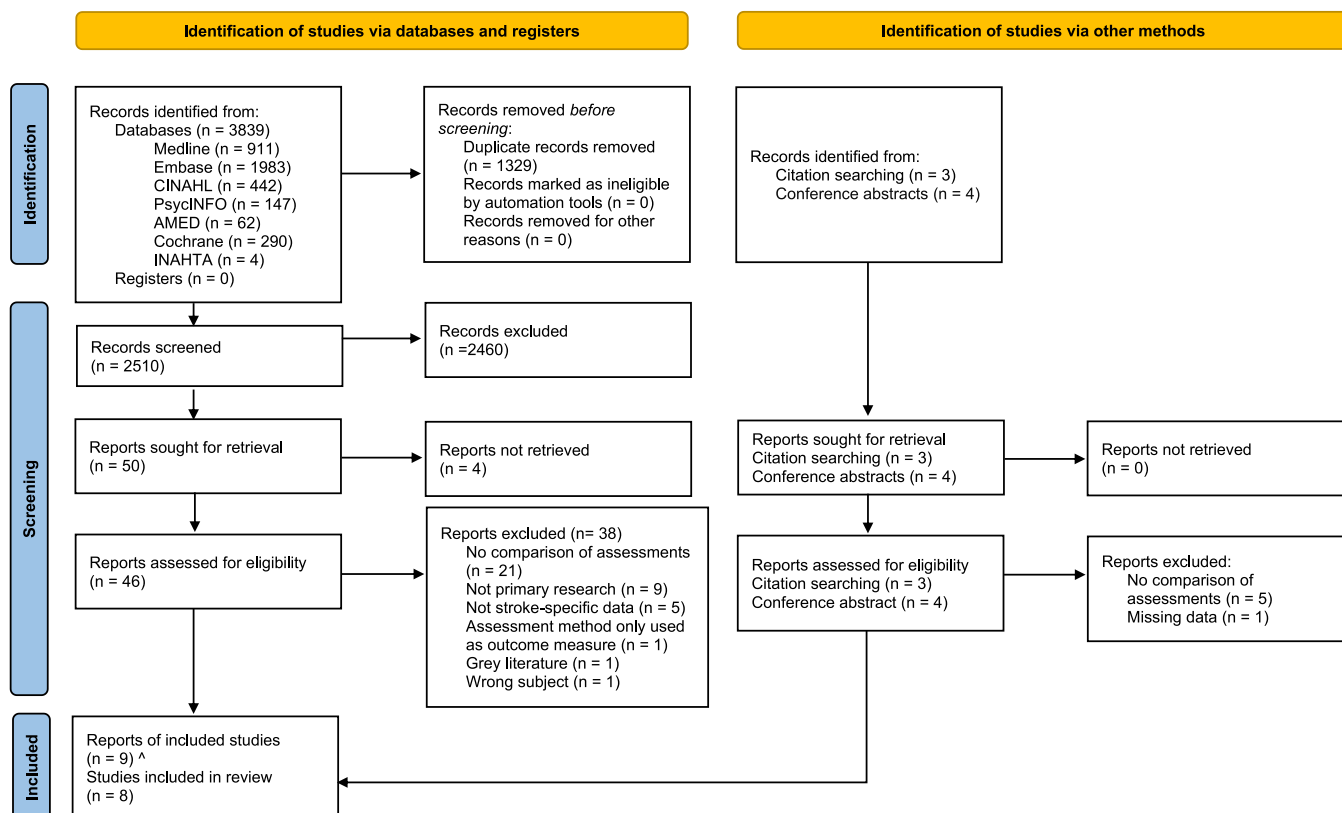 Identification of studies via databases and registers
Identification of studies via other methods
Identification
Records identified from:
Databases (n = 3839)
Medline (n = 911)
Embase (n = 1983)
CINAHL (n = 442)
PsycINFO (n = 147)
AMED (n = 62)
Cochrane (n = 290)
INAHTA (n = 4)
Registers (n = 0)
Records removed before
screening:
Duplicate records removed
(n = 1329)
Records marked as ineligible
by automation tools (n = 0)
Records removed for other
reasons (n = 0)
Records identified from:
Citation searching (n = 3)
Conference abstracts (n = 4)
Screening
Records screened
(n = 2510)
Records excluded
(n =2460)
Reports sought for retrieval
(n = 50)
Reports not retrieved
(n = 4)
Reports sought for retrieval
Citation searching (n = 3)
Conference abstracts (n = 4)
Reports not retrieved
(n = 0)
Reports assessed for eligibility
(n = 46)
Reports excluded (n= 38)
No comparison of assessments
(n = 21)
Not primary research (n = 9)
Not stroke-specific data (n = 5)
Assessment method only used
as outcome measure (n = 1)
Grey literature (n = 1)
Wrong subject (n = 1)
Reports assessed for eligibility
Citation searching (n = 3)
Conference abstract (n = 4)
Reports excluded:
No comparison of
assessments (n = 5)
Missing data (n = 1)
Included
Reports of included studies
(n = 9) ^
Studies included in review
(n = 8)